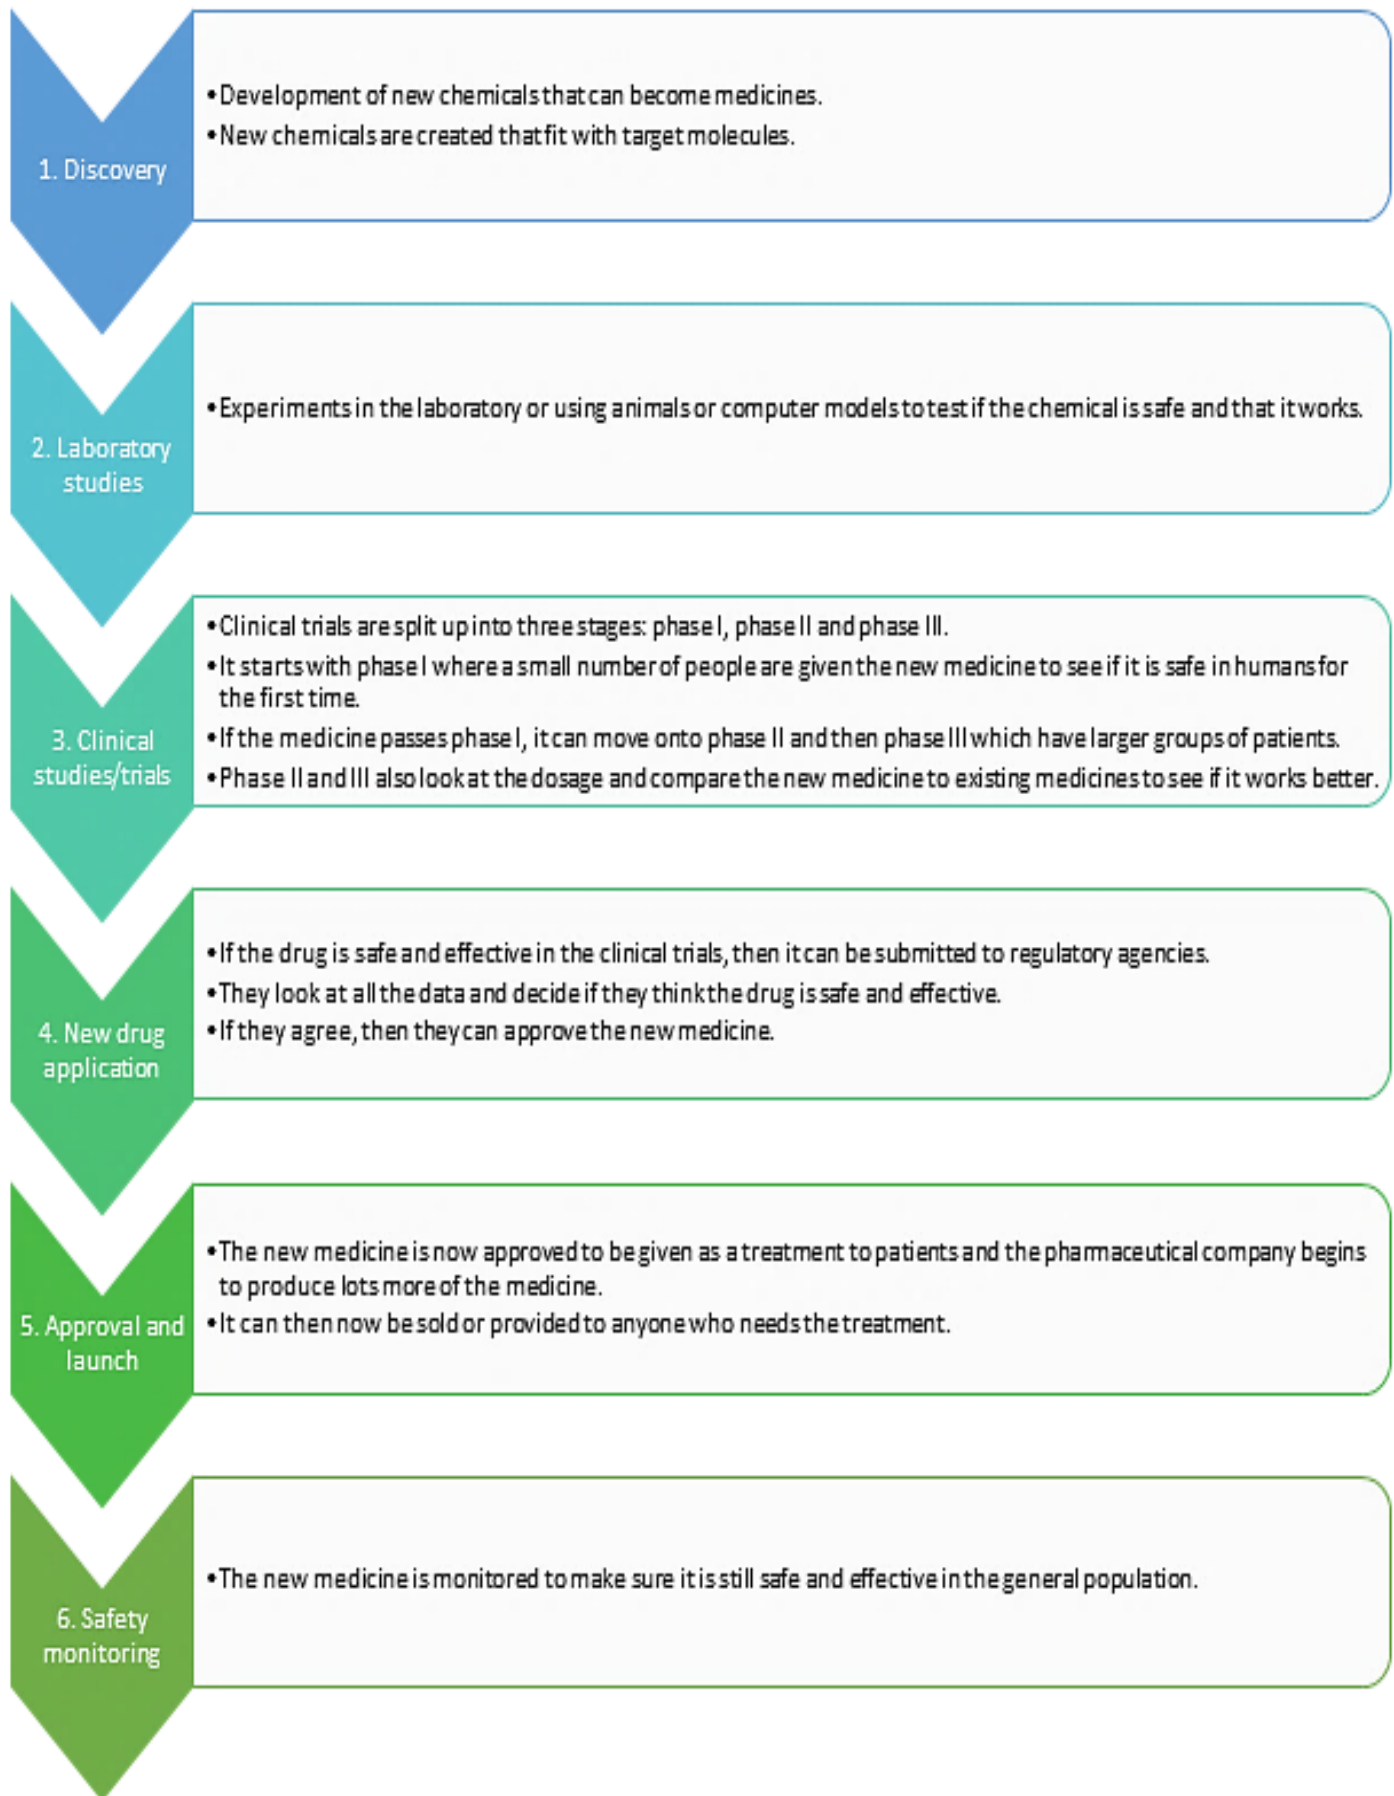 1. Discovery
•Development of new chemicals that can become medicines.
•New chemicals are created that fit with target molecules.
2. Laboratory
studies
•Experiments in the laboratory or using animals or computer models to test if the chemical is safe and that it works.
3. Clinical
studies/trials
•Clinical trials are split up into three stages: phase I, phase II and phase III.
•It starts with phase I where a small number of people are given the new medicine to see if it is safe in humans for
the first time.
•If the medicine passes phase I, it can move onto phase II and then phase III which have larger groups of patients.
•Phase II and III also look at the dosage and compare the new medicine to existing medicines to see if it works better.
4. New drug
application
•If the drug is safe and effective in the clinical trials, then it can be submitted to regulatory agencies.
•They look at all the data and decide if they think the drug is safe and effective.
•If they agree, then they can approve the new medicine.
5. Approval and
launch
•The new medicine is now approved to be given as a treatment to patients and the pharmaceutical company begins
to produce lots more of the medicine.
•It can then now be sold or provided to anyone who needs the treatment.
6. Safety
monitoring
•The new medicine is monitored to make sure it is still safe and effective in the general population.